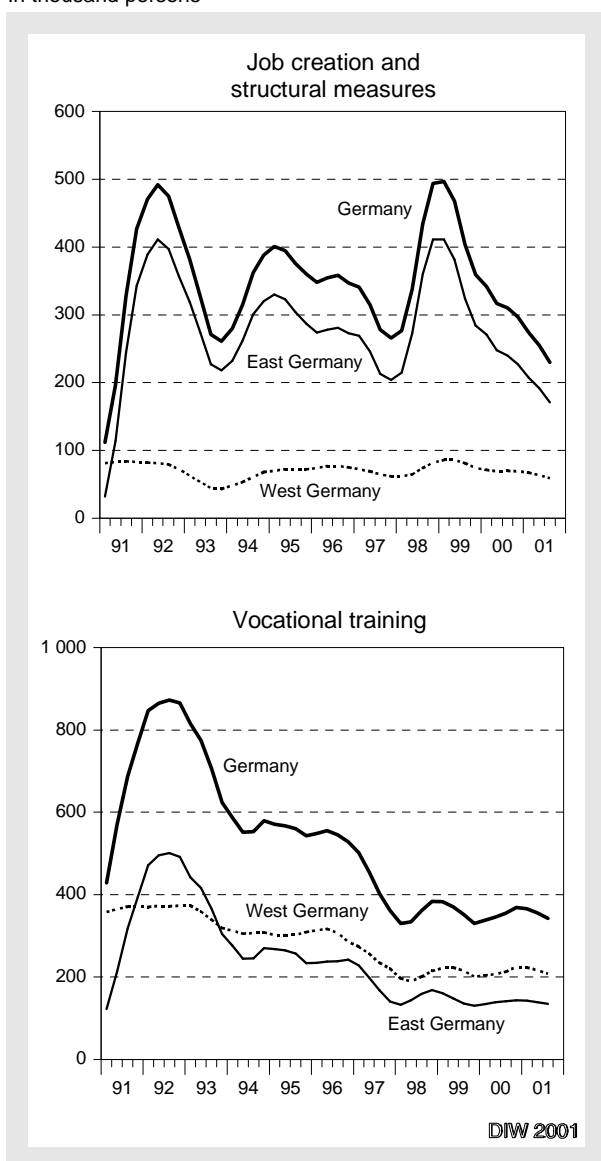 In thousand persons
Job creation and
structural measures
600
500
Germany
400
300
East Germany
200
100
West Germany
0
91 92 93 94 95 96 97 98 99 00 01
Vocational training
1 000
800
Germany
600
400
West Germany
200
East Germany
0
91 92 93 94 95 96 97 98 99 00 01
DIW 2001